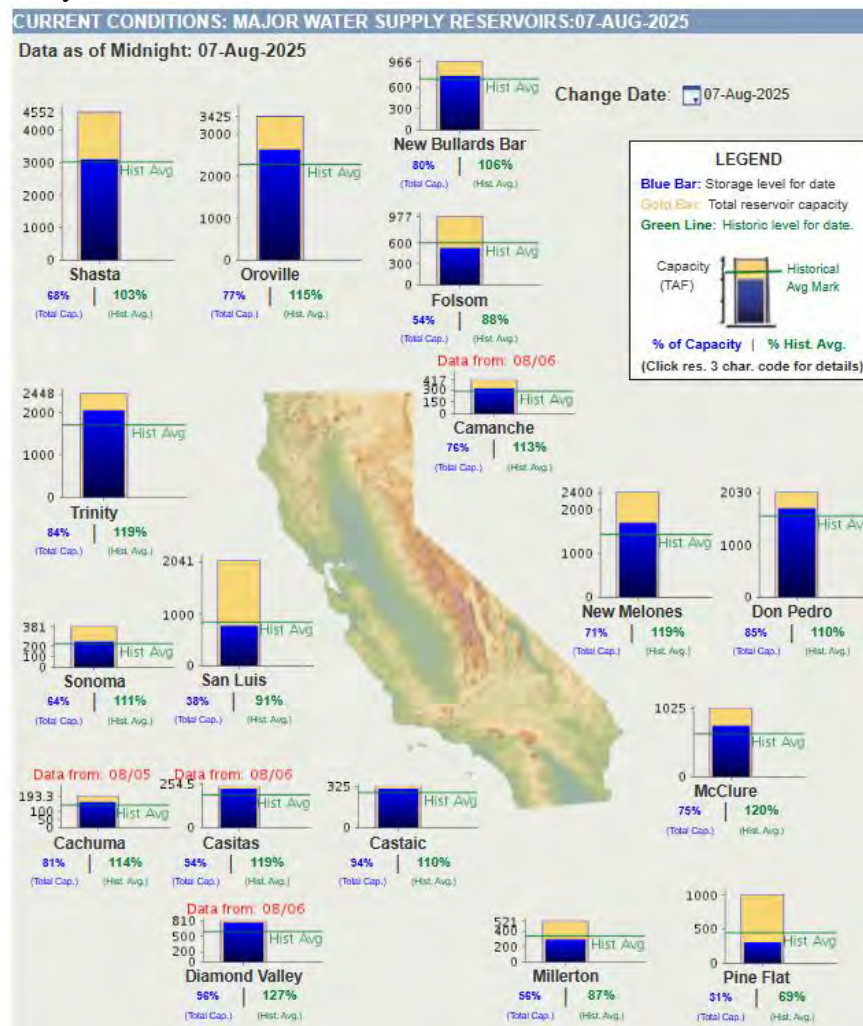 CURRENT CONDITIONS: MAJOR WATER SUPPLY RESERVOIRS:07-AUG-2025
Data as of Midnight: 07-Aug-2025
Change Date: 07-Aug-2025
4552
4000
3000
2000
1000
0
Hist Avg
Shasta
68% | 103%
(Total Cap.) (Hist. Avg.)
3425
3000
2000
1000
0
Hist Avg
Oroville
77% | 115%
(Total Cap.) (Hist. Avg.)
966
600
300
0
Hist Avg
New Bullards Bar
80% | 106%
(Total Cap.) (Hist. Avg.)
977
600
300
0
Hist Avg
Folsom
54% | 88%
(Total Cap.) (Hist. Avg.)
LEGEND
Blue Bar: Storage level for date
Gold Bar: Total reservoir capacity
Green Line: Historic level for date.
Capacity
(TAF)
Historical
Avg Mark
% of Capacity | % Hist. Avg.
(Click res. 3 char. code for details)
Data from: 08/06
417
300
150
0
Hist Avg
Camanche
76% | 113%
(Total Cap.) (Hist. Avg.)
2448
2000
1000
0
Hist Avg
Trinity
84% | 119%
(Total Cap.) (Hist. Avg.)
2400
2000
1000
0
Hist Avg
New Melones
71% | 119%
(Total Cap.) (Hist. Avg.)
2030
1000
0
Hist Av
Don Pedro
85% | 110%
(Total Cap.) (Hist. Avg.)
381
200
100
0
Hist Avg
Sonoma
64% | 111%
(Total Cap.) (Hist. Avg.)
2041
1000
0
Hist Avg
San Luis
38% | 91%
(Total Cap.) (Hist. Avg.)
1025
0
Hist Avg
McClure
75% | 120%
(Total Cap.) (Hist. Avg.)
Data from: 08/05
193.3
100
50
0
Hist Avg
Cachuma
81% | 114%
(Total Cap.) (Hist. Avg.)
Data from: 08/06
254.5
0
Hist Avg
Casitas
94% | 119%
(Total Cap.) (Hist. Avg.)
325
0
Hist Avg
Castaic
94% | 110%
(Total Cap.) (Hist. Avg.)
Data from: 08/06
810
500
200
0
Hist Avg
Diamond Valley
96% | 127%
(Total Cap.) (Hist. Avg.)
521
400
200
0
Hist Avg
Millerton
56% | 87%
(Total Cap.) (Hist. Avg.)
1000
500
0
Hist Avg
Pine Flat
31% | 69%
(Total Cap.) (Hist. Avg.)